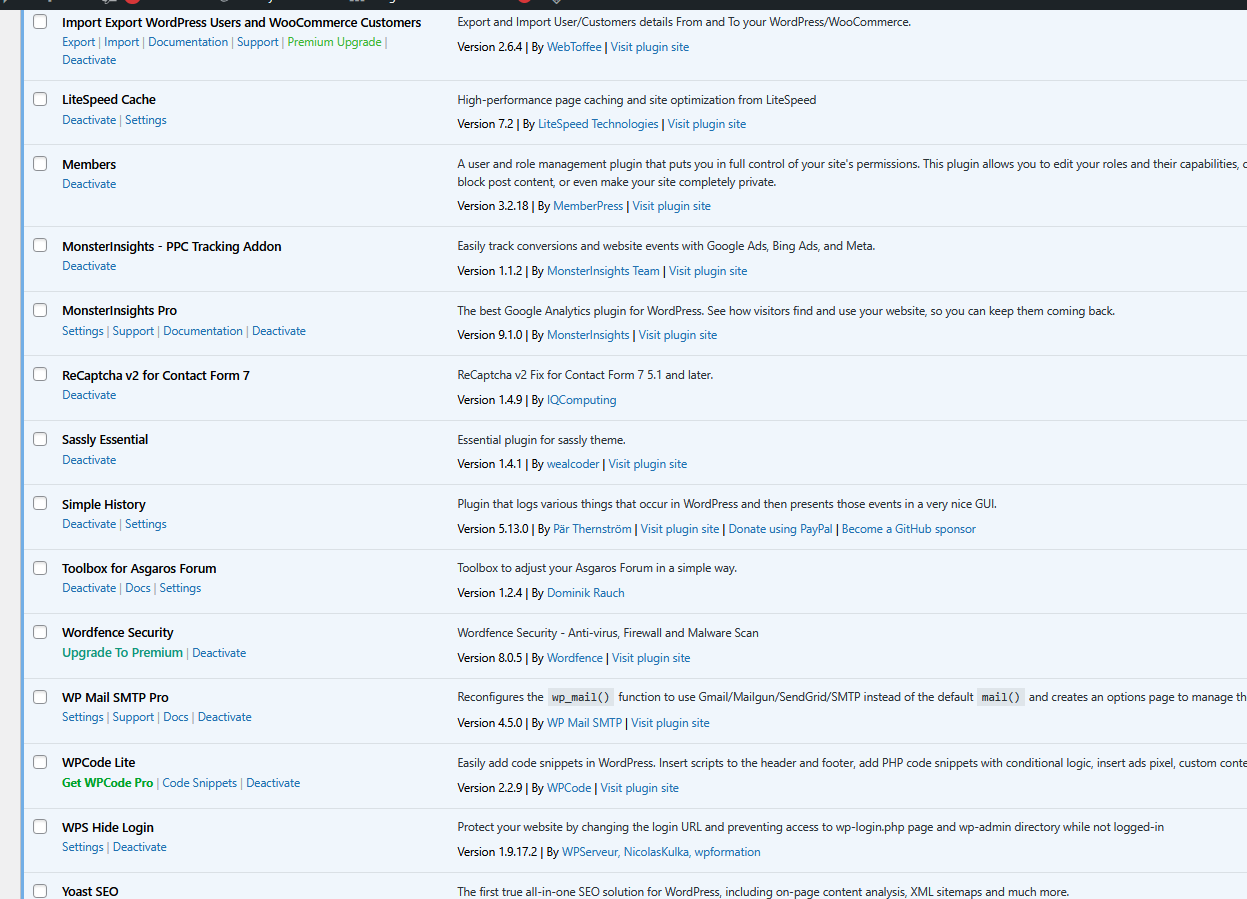 Import Export WordPress Users and WooCommerce Customers
Export | Import | Documentation | Support | Premium Upgrade |
Deactivate
Export and Import User/Customers details From and To your WordPress/WooCommerce.
Version 2.6.4 | By WebToffee | Visit plugin site
LiteSpeed Cache
Deactivate | Settings
High-performance page caching and site optimization from LiteSpeed
Version 7.2 | By LiteSpeed Technologies | Visit plugin site
Members
Deactivate
A user and role management plugin that puts you in full control of your site's permissions. This plugin allows you to edit your roles and their capabilities,
block post content, or even make your site completely private.
Version 3.2.18 | By MemberPress | Visit plugin site
MonsterInsights - PPC Tracking Addon
Deactivate
Easily track conversions and website events with Google Ads, Bing Ads, and Meta.
Version 1.1.2 | By MonsterInsights Team | Visit plugin site
MonsterInsights Pro
Settings | Support | Documentation | Deactivate
The best Google Analytics plugin for WordPress. See how visitors find and use your website, so you can keep them coming back.
Version 9.1.0 | By MonsterInsights | Visit plugin site
ReCaptcha v2 for Contact Form 7
Deactivate
ReCaptcha v2 Fix for Contact Form 7 5.1 and later.
Version 1.4.9 | By IQComputing
Sassly Essential
Deactivate
Essential plugin for sassly theme.
Version 1.4.1 | By wealcoder | Visit plugin site
Simple History
Deactivate | Settings
Plugin that logs various things that occur in WordPress and then presents those events in a very nice GUI.
Version 5.13.0 | By Pär Thernström | Visit plugin site | Donate using PayPal | Become a GitHub sponsor
Toolbox for Asgaros Forum
Deactivate | Docs | Settings
Toolbox to adjust your Asgaros Forum in a simple way.
Version 1.2.4 | By Dominik Rauch
Wordfence Security
Upgrade To Premium | Deactivate
Wordfence Security - Anti-virus, Firewall and Malware Scan
Version 8.0.5 | By Wordfence | Visit plugin site
WP Mail SMTP Pro
Settings | Support | Docs | Deactivate
Reconfigures the wp_mail() function to use Gmail/Mailgun/SendGrid/SMTP instead of the default mail() and creates an options page to manage th
Version 4.5.0 | By WP Mail SMTP | Visit plugin site
WPCode Lite
Get WPCode Pro | Code Snippets | Deactivate
Easily add code snippets in WordPress. Insert scripts to the header and footer, add PHP code snippets with conditional logic, insert ads pixel, custom conte
Version 2.2.9 | By WPCode | Visit plugin site
WPS Hide Login
Settings | Deactivate
Protect your website by changing the login URL and preventing access to wp-login.php page and wp-admin directory while not logged-in
Version 1.9.17.2 | By WPServeur, NicolasKulka, wpformation
Yoast SEO
The first true all-in-one SEO solution for WordPress, including on-page content analysis, XML sitemaps and much more.